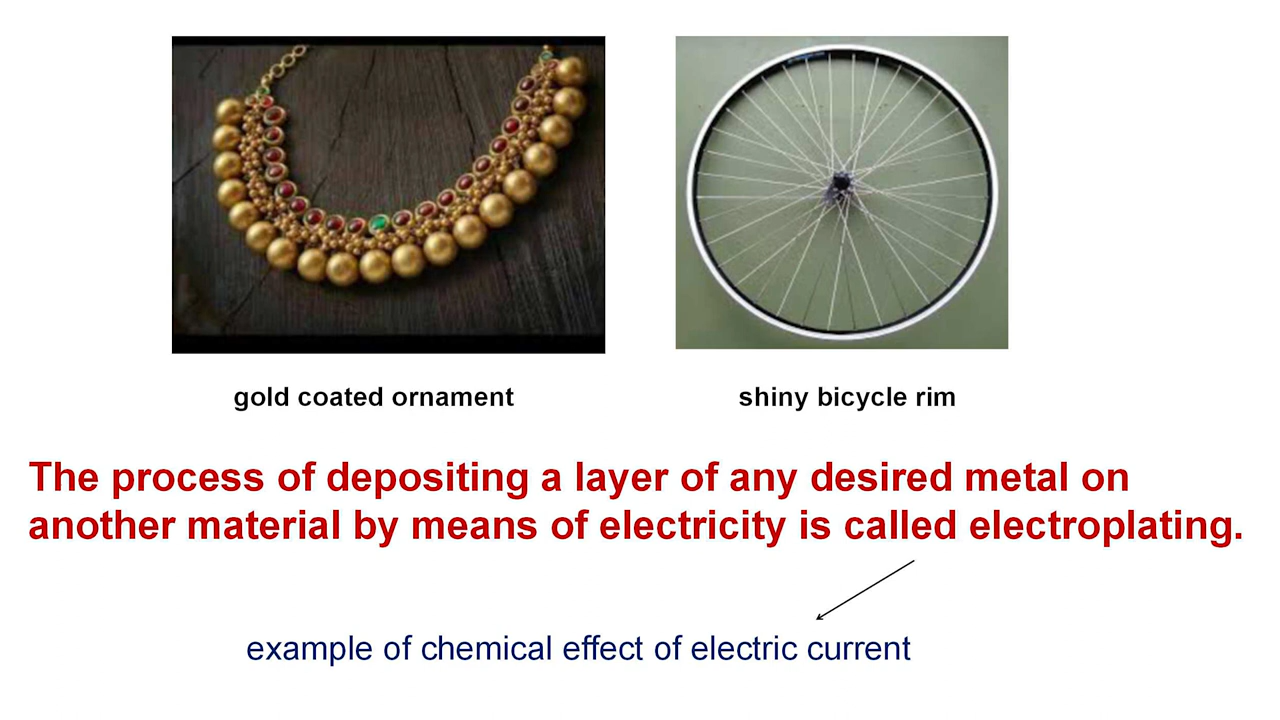 gold coated ornament
shiny bicycle rim
The process of depositing a layer of any desired metal on
another material by means of electricity is called electroplating.
example of chemical effect of electric current